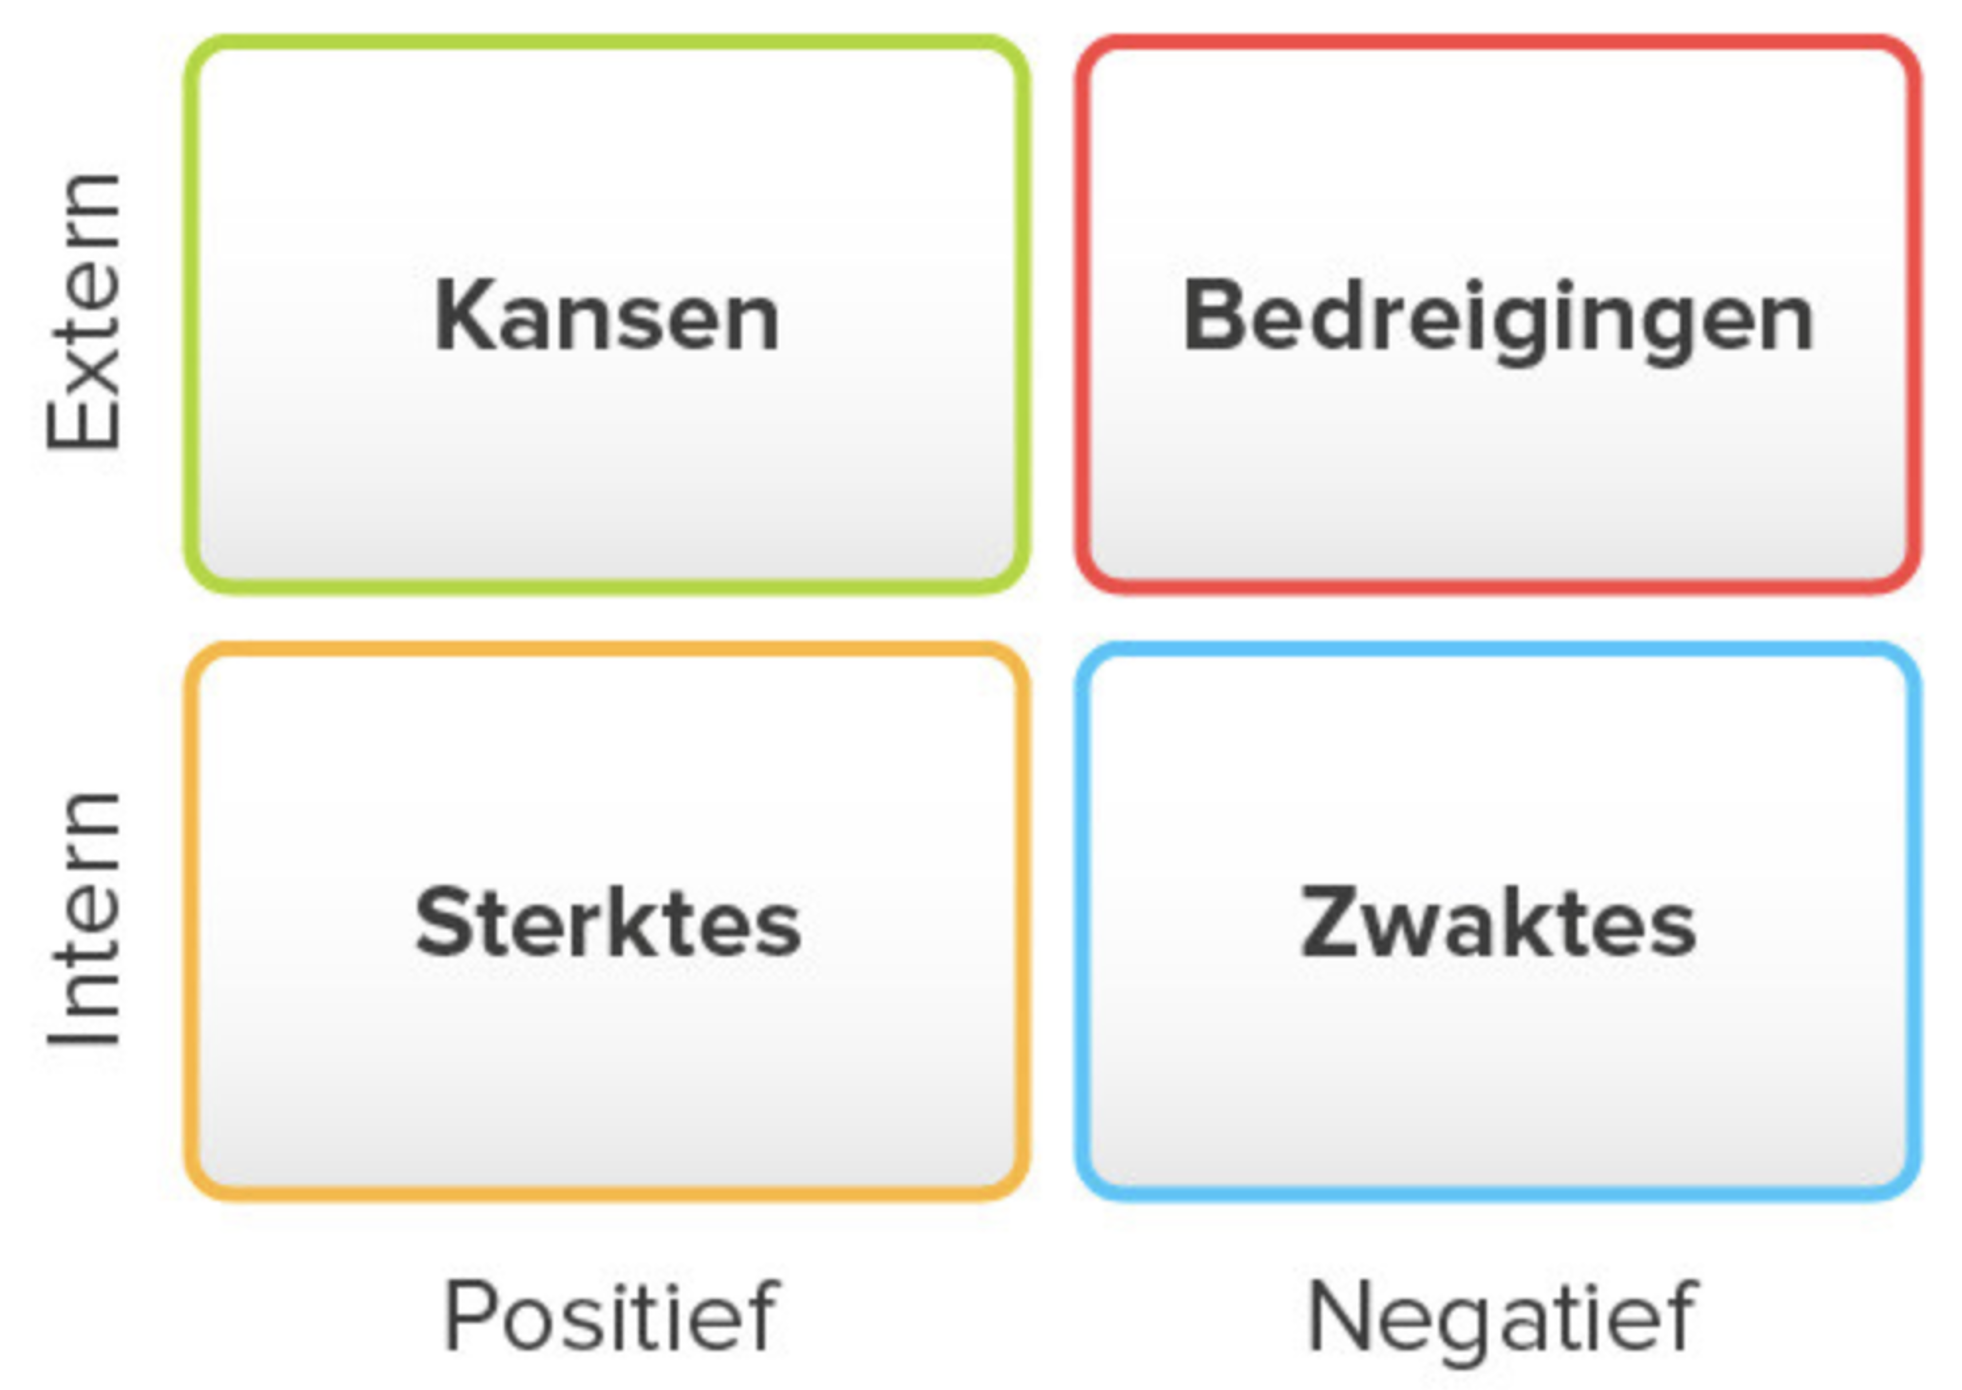 Extern
Kansen
Bedreigingen
Intern
Sterktes
Zwaktes
Positief
Negatief